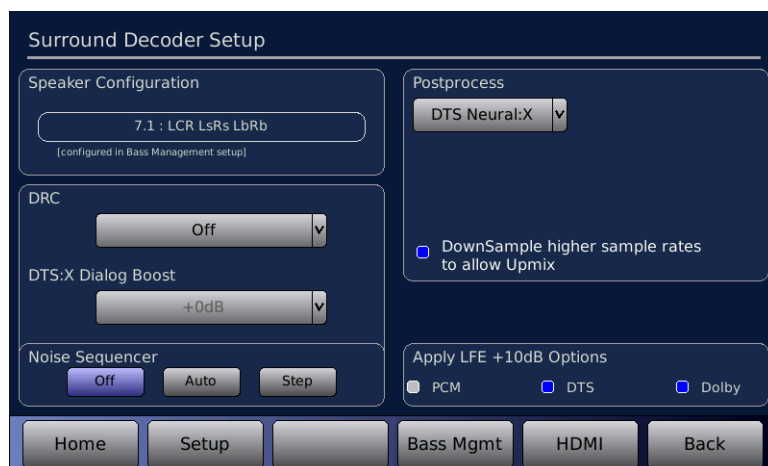 Surround Decoder Setup
Speaker Configuration
7.1 : LCR LsRs LbRb
[configured in Bass Management setup]
DRC
Off
DTS:X Dialog Boost
+0dB
Noise Sequencer
Off Auto Step
Postprocess
DTS Neural:X
DownSample higher sample rates
to allow Upmix
Apply LFE +10dB Options
PCM DTS Dolby
Home Setup Bass Mgmt HDMI Back